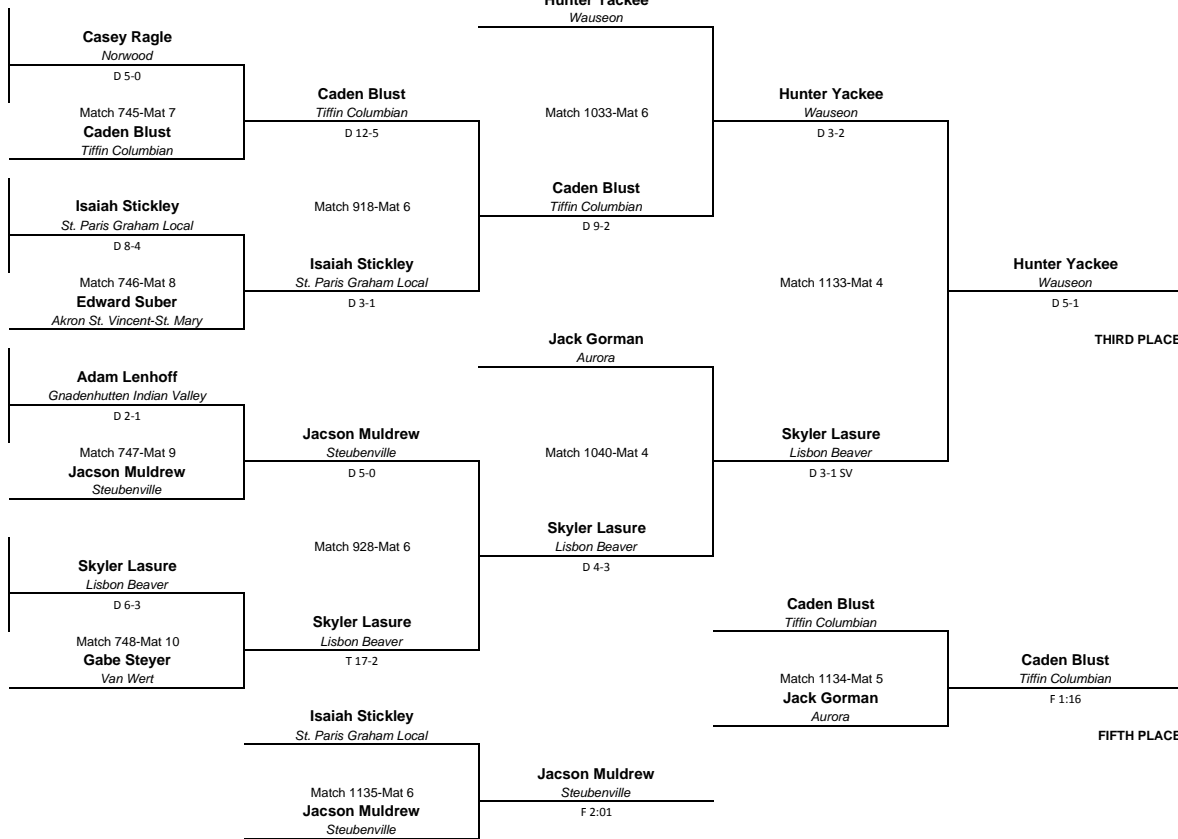 Hunter Yackee
Wauseon
Casey Ragle
Norwood
D 5-0
Match 745-Mat 7
Caden Blust
Tiffin Columbian
Caden Blust
Tiffin Columbian
D 12-5
Match 1033-Mat 6
Hunter Yackee
Wauseon
D 3-2
Isaiah Stickley
St. Paris Graham Local
D 8-4
Match 746-Mat 8
Edward Suber
Akron St. Vincent-St. Mary
Match 918-Mat 6
Isaiah Stickley
St. Paris Graham Local
D 3-1
Caden Blust
Tiffin Columbian
D 9-2
Match 1133-Mat 4
Hunter Yackee
Wauseon
D 5-1
THIRD PLACE
Adam Lenhoff
Gnadenhutten Indian Valley
D 2-1
Match 747-Mat 9
Jacson Muldrew
Steubenville
Jacson Muldrew
Steubenville
D 5-0
Jack Gorman
Aurora
Match 1040-Mat 4
Skyler Lasure
Lisbon Beaver
D 3-1 SV
Skyler Lasure
Lisbon Beaver
D 6-3
Match 748-Mat 10
Gabe Steyer
Van Wert
Match 928-Mat 6
Skyler Lasure
Lisbon Beaver
T 17-2
Skyler Lasure
Lisbon Beaver
D 4-3
Caden Blust
Tiffin Columbian
Match 1134-Mat 5
Jack Gorman
Aurora
Caden Blust
Tiffin Columbian
F 1:16
FIFTH PLACE
Isaiah Stickley
St. Paris Graham Local
Match 1135-Mat 6
Jacson Muldrew
Steubenville
Jacson Muldrew
Steubenville
F 2:01